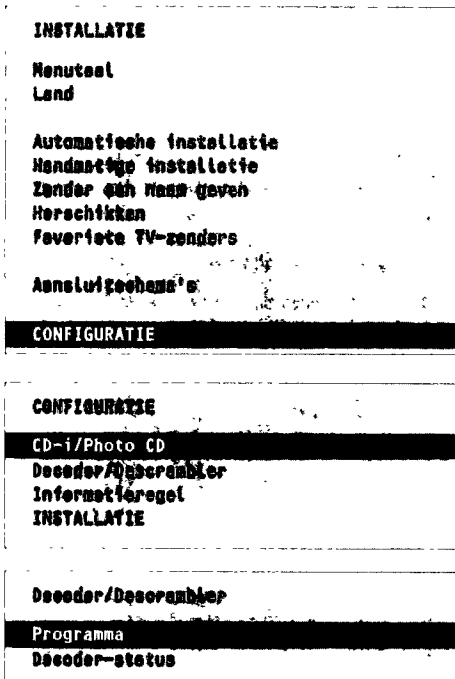 INSTALLATIE
Menutaal
Land
Automatische installatie
Handmatige installatie
Zender een naam geven
Herschikken
Favoriete TV-zenders
Aansluitschema's
CONFIGURATIE
CONFIGURATIE
CD-i/Photo CD
Decoder/Descrambler
Informatieregel
INSTALLATIE
Decoder/Descrambler
Programma
Decoder-status